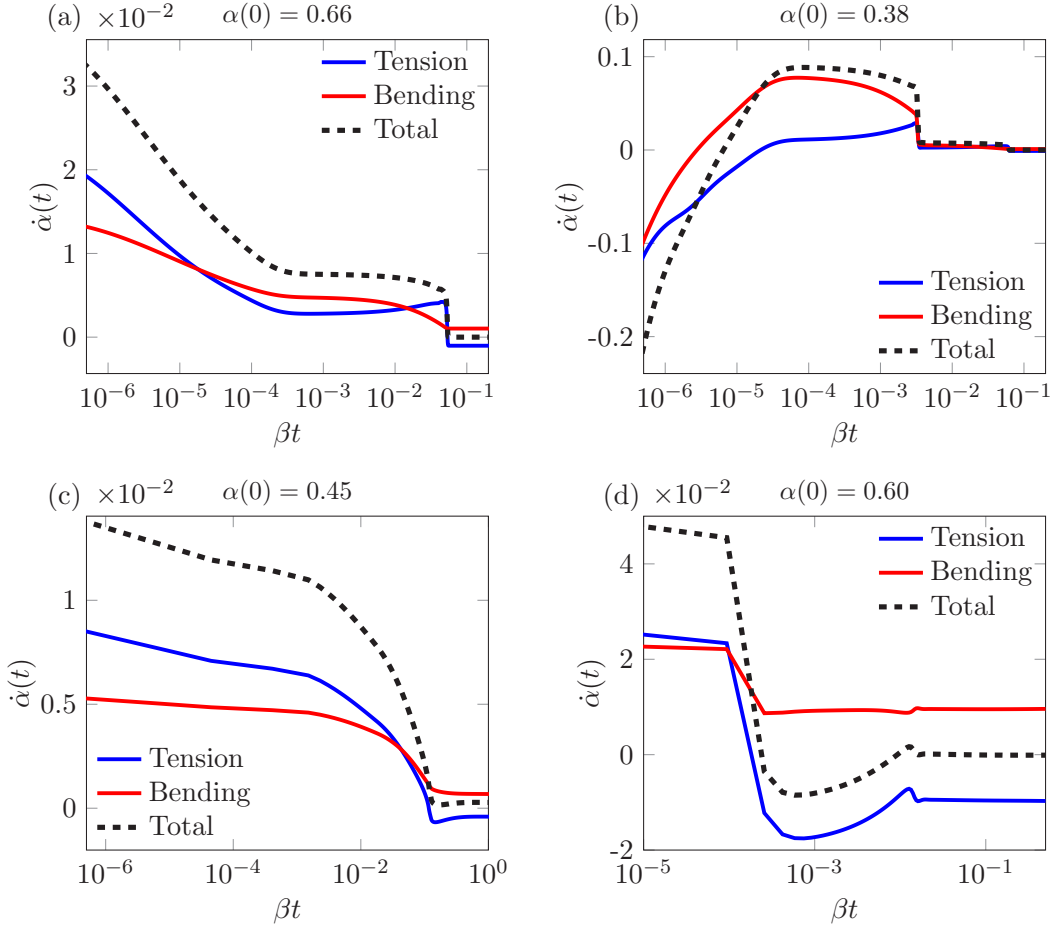 (a) ×10⁻² α(0) = 0.66
3
2
1
0
α̇(t)
Tension
Bending
Total
10⁻⁶ 10⁻⁵ 10⁻⁴ 10⁻³ 10⁻² 10⁻¹
βt
(b) α(0) = 0.38
0.1
0
-0.1
-0.2
α̇(t)
Tension
Bending
Total
10⁻⁶ 10⁻⁵ 10⁻⁴ 10⁻³ 10⁻² 10⁻¹
βt
(c) ×10⁻² α(0) = 0.45
1
0.5
0
α̇(t)
Tension
Bending
Total
10⁻⁶ 10⁻⁴ 10⁻² 10⁰
βt
(d) ×10⁻² α(0) = 0.60
4
2
0
-2
α̇(t)
Tension
Bending
Total
10⁻⁵ 10⁻³ 10⁻¹
βt